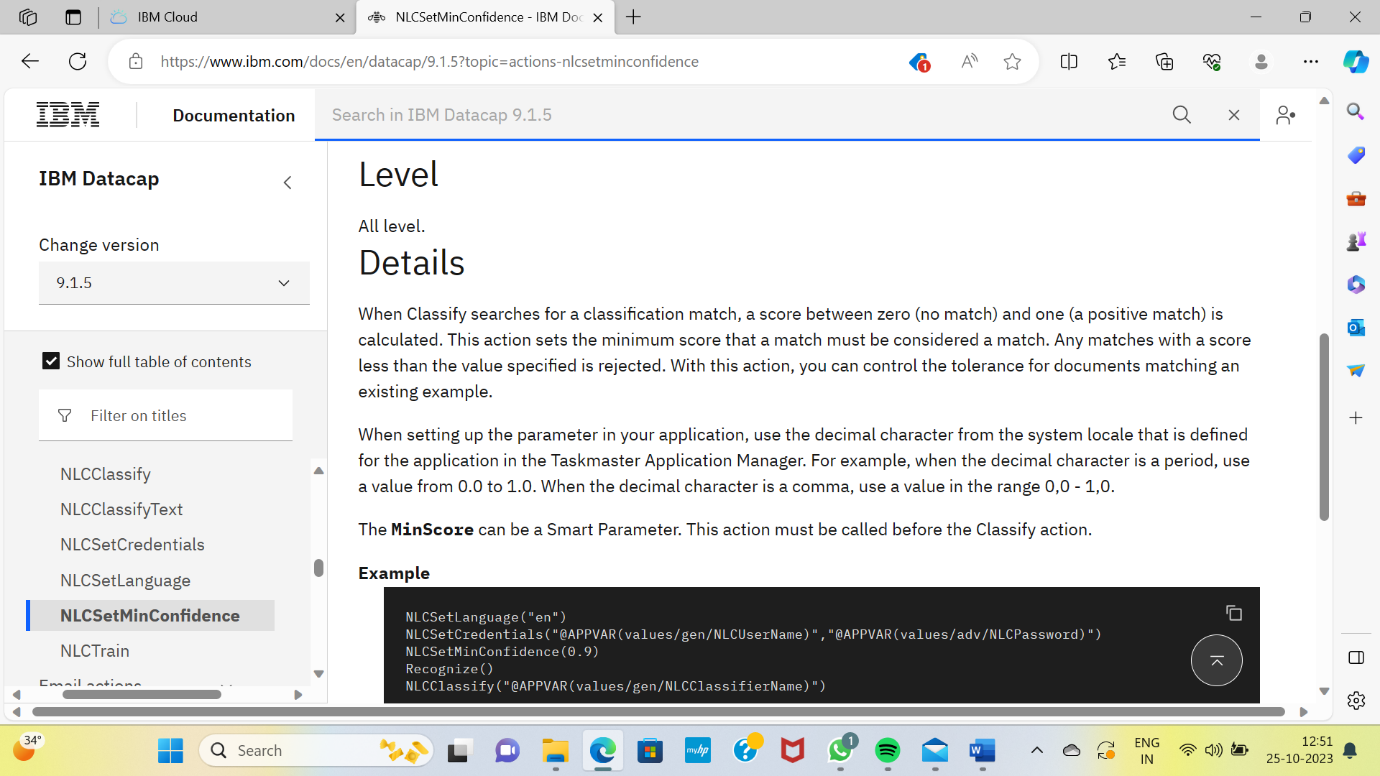 IBM Cloud
NLCSetMinConfidence - IBM Doc
https://www.ibm.com/docs/en/datacap/9.1.5?topic=actions-nlcsetminconfidence
1
IBM
Documentation
Search in IBM Datacap 9.1.5
IBM Datacap
Change version
9.1.5
Show full table of contents
Filter on titles
NLCClassify
NLCClassifyText
NLCSetCredentials
NLCSetLanguage
NLCSetMinConfidence
NLCTrain
Email actions
Level
All level.
Details
When Classify searches for a classification match, a score between zero (no match) and one (a positive match) is
calculated. This action sets the minimum score that a match must be considered a match. Any matches with a score
less than the value specified is rejected. With this action, you can control the tolerance for documents matching an
existing example.
When setting up the parameter in your application, use the decimal character from the system locale that is defined
for the application in the Taskmaster Application Manager. For example, when the decimal character is a period, use
a value from 0.0 to 1.0. When the decimal character is a comma, use a value in the range 0,0 - 1,0.
The MinScore can be a Smart Parameter. This action must be called before the Classify action.
Example
NLCSetLanguage("en")
NLCSetCredentials("@APPVAR(values/gen/NLCUserName)","@APPVAR(values/adv/NLCPassword)")
NLCSetMinConfidence(0.9)
Recognize()
NLCClassify("@APPVAR(values/gen/NLCClassifierName)")
34°
Search
myhp
1
ENG
IN
12:51
25-10-2023